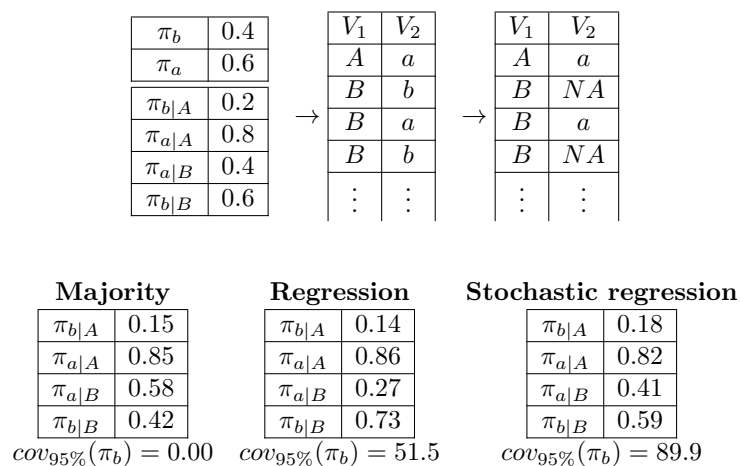 π_b 0.4
π_a 0.6
π_{b|A} 0.2
π_{a|A} 0.8
π_{a|B} 0.4
π_{b|B} 0.6
→
V_1 V_2
A a
B b
B a
B b
⋮ ⋮
→
V_1 V_2
A a
B NA
B a
B NA
⋮ ⋮
Majority
π_{b|A} 0.15
π_{a|A} 0.85
π_{a|B} 0.58
π_{b|B} 0.42
cov_{95%}(π_b) = 0.00
Regression
π_{b|A} 0.14
π_{a|A} 0.86
π_{a|B} 0.27
π_{b|B} 0.73
cov_{95%}(π_b) = 51.5
Stochastic regression
π_{b|A} 0.18
π_{a|A} 0.82
π_{a|B} 0.41
π_{b|B} 0.59
cov_{95%}(π_b) = 89.9